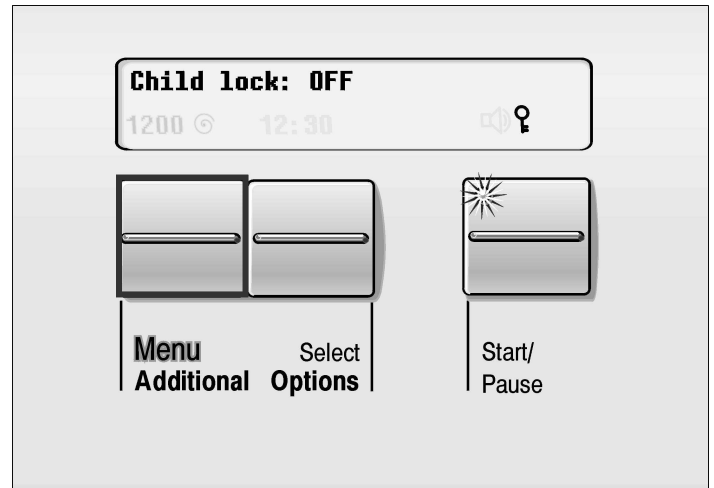 Child lock: OFF
1200 12:30
Menu Select Start/
Additional Options Pause